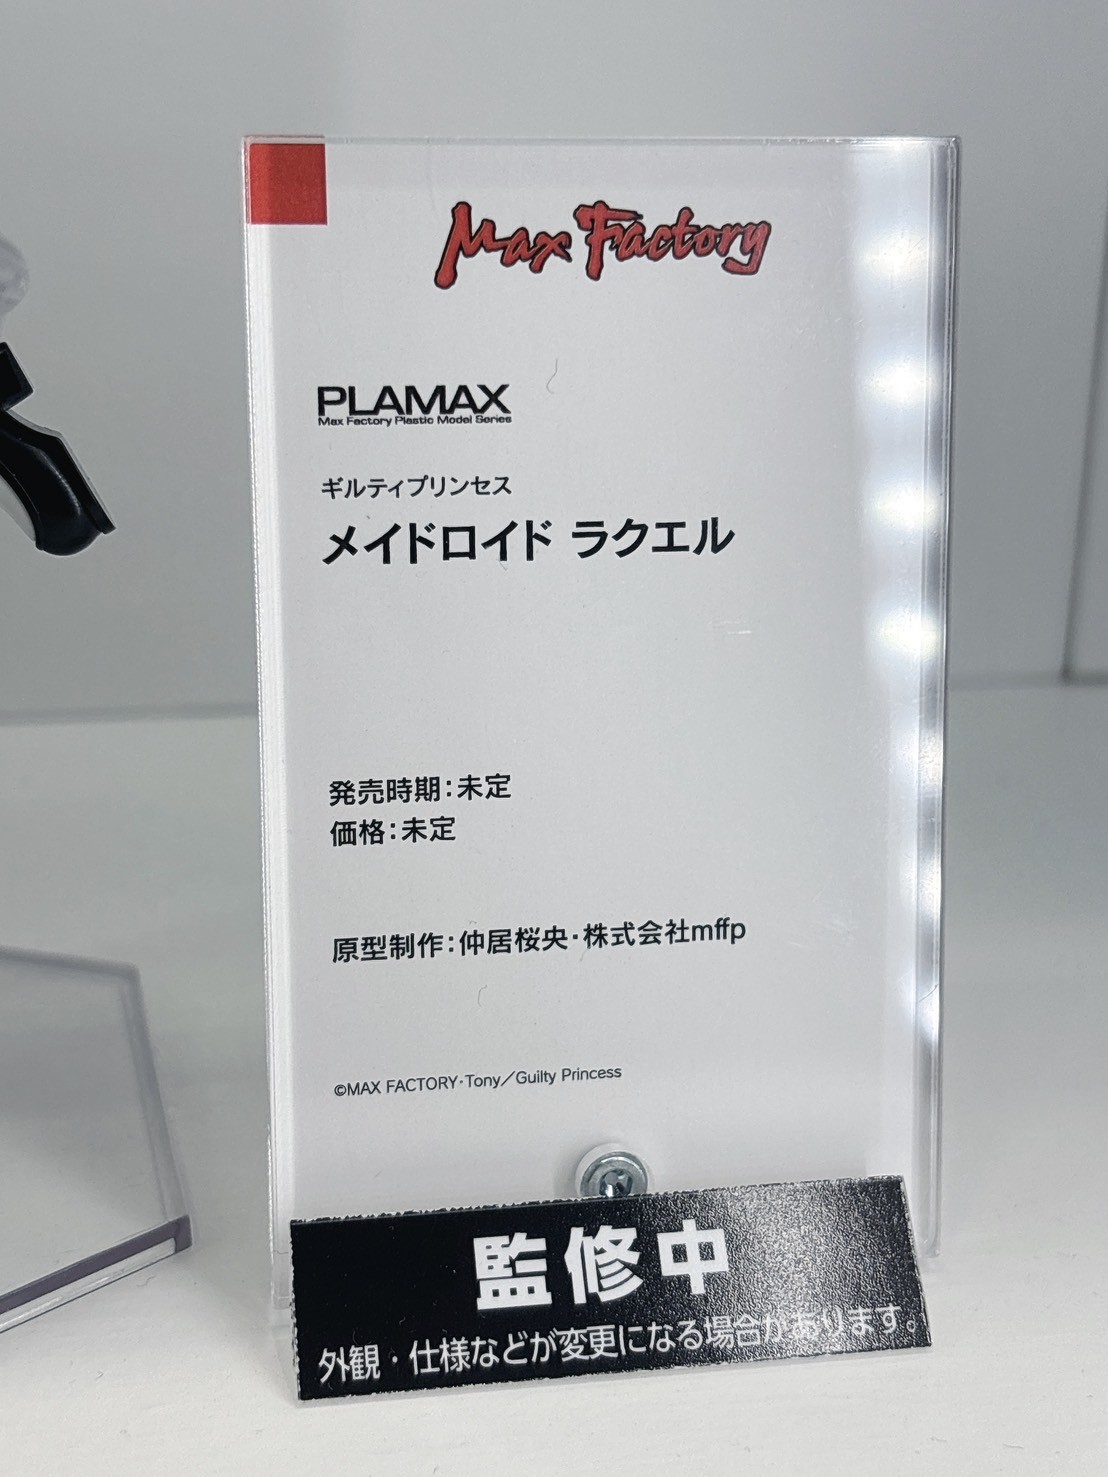 Max Factory
PLAMAX
Max Factory Plastic Model Series
ギルティプリンセス
メイドロイド ラクエル
発売時期：未定
価格：未定
原型制作：仲居桜央・株式会社mffp
©MAX FACTORY・Tony／Guilty Princess
監修中
外観・仕様などが変更になる場合があります。